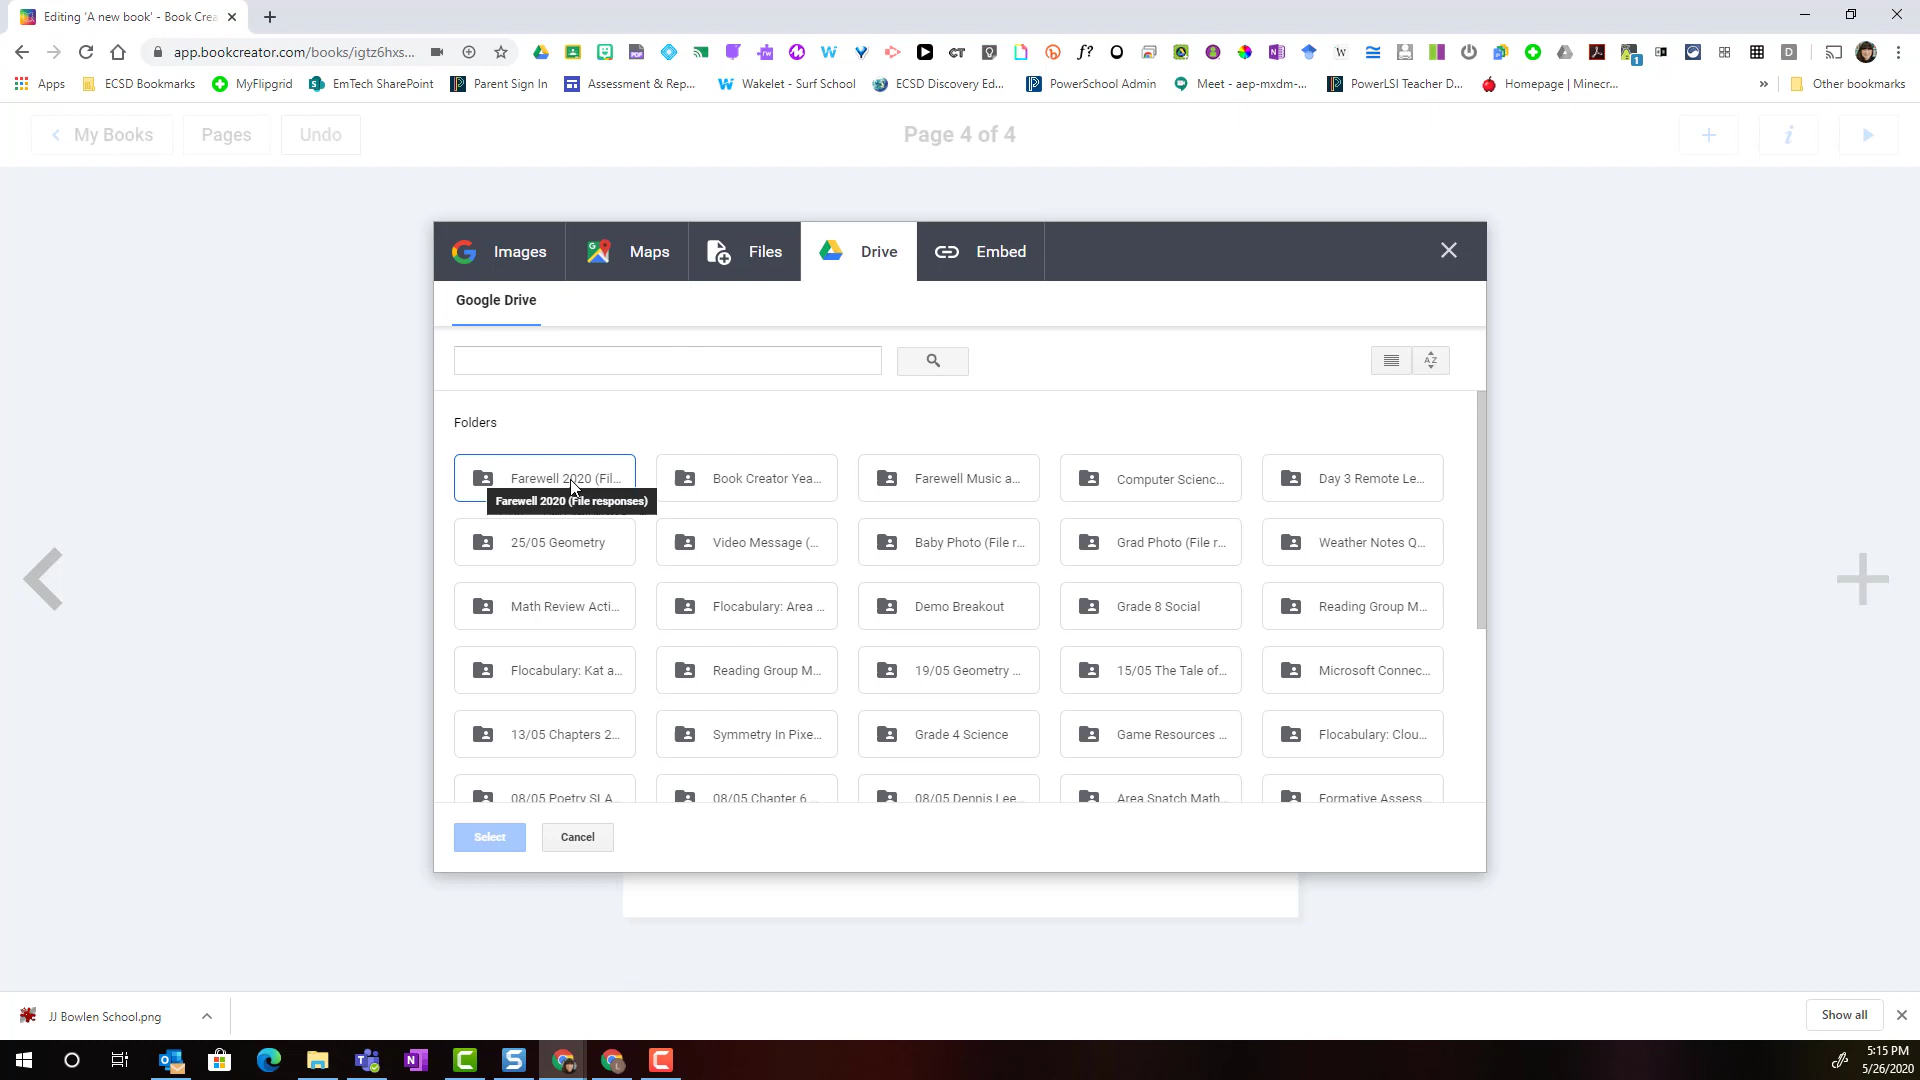 Editing 'A new book' - Book Crea
app.bookcreator.com/books/igtz6hxs...
Apps
ECSD Bookmarks
MyFlipgrid
EmTech SharePoint
Parent Sign In
Assessment & Rep...
Wakelet - Surf School
ECSD Discovery Ed...
PowerSchool Admin
Meet - aep-mxdm-...
PowerLSI Teacher D...
Homepage | Minecr...
Other bookmarks
My Books
Pages
Undo
Page 4 of 4
Images
Maps
Files
Drive
Embed
Google Drive
Folders
Farewell 2020 (Fil...
Book Creator Yea...
Farewell Music a...
Computer Scienc...
Day 3 Remote Le...
Farewell 2020 (File responses)
25/05 Geometry
Video Message (...
Baby Photo (File r...
Grad Photo (File r...
Weather Notes Q...
Math Review Acti...
Flocabulary: Area ...
Demo Breakout
Grade 8 Social
Reading Group M...
Flocabulary: Kat a...
Reading Group M...
19/05 Geometry ...
15/05 The Tale of...
Microsoft Connec...
13/05 Chapters 2...
Symmetry In Pixe...
Grade 4 Science
Game Resources ...
Flocabulary: Clou...
08/05 Poetry SLA...
08/05 Chapter 6 ...
08/05 Dennis Lee...
Area Snatch Math...
Formative Assess...
Select
Cancel
JJ Bowlen School.png
Show all
5:15 PM
5/26/2020